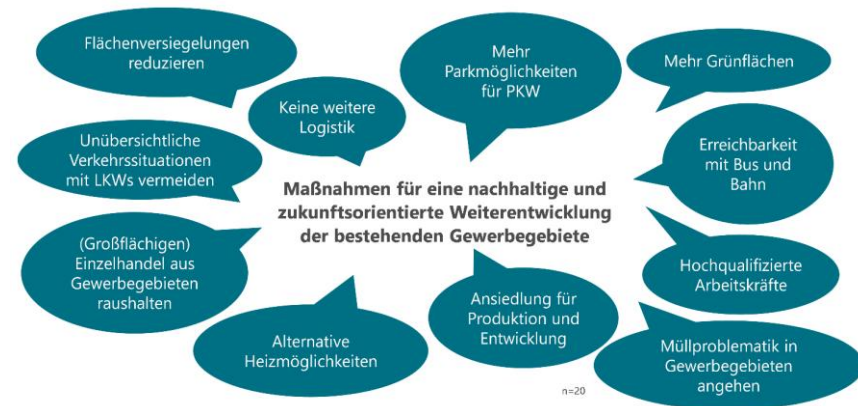 Flächenversiegelungen
reduzieren
Mehr
Parkmöglichkeiten
für PKW
Mehr Grünflächen
Keine weitere
Logistik
Unübersichtliche
Verkehrssituationen
mit LKWs vermeiden
Erreichbarkeit
mit Bus und
Bahn
Maßnahmen für eine nachhaltige und
zukunftsorientierte Weiterentwicklung
der bestehenden Gewerbegebiete
(Großflächigen)
Einzelhandel aus
Gewerbegebieten
raushalten
Hochqualifizierte
Arbeitskräfte
Alternative
Heizmöglichkeiten
Ansiedlung für
Produktion und
Entwicklung
Müllproblematik in
Gewerbegebieten
angehen
n=20